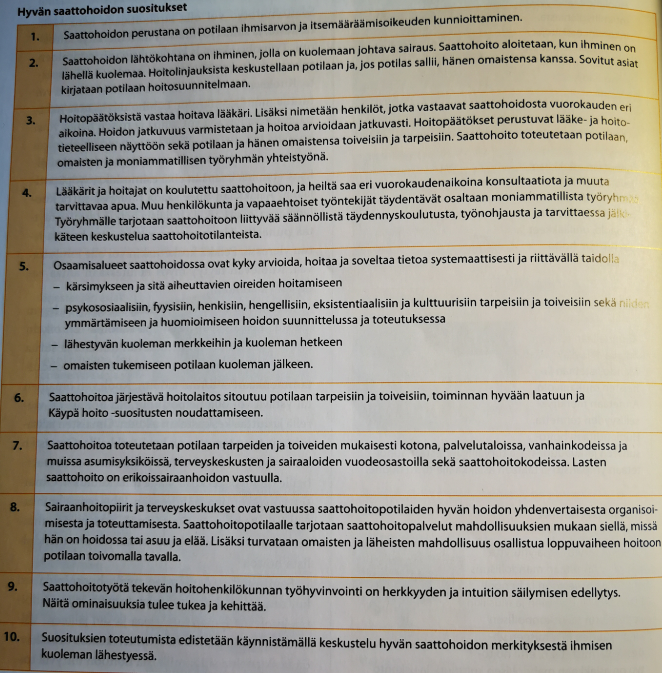 Hyvän saattohoidon suositukset
1. Saattohoidon perustana on potilaan ihmisarvon ja itsemääräämisoikeuden kunnioittaminen.
2. Saattohoidon lähtökohtana on ihminen, jolla on kuolemaan johtava sairaus. Saattohoito aloitetaan, kun ihminen on
lähellä kuolemaa. Hoitolinjauksista keskustellaan potilaan ja, jos potilas sallii, hänen omaistensa kanssa. Sovitut asiat
kirjataan potilaan hoitosuunnitelmaan.
3. Hoitopäätöksistä vastaa hoitava lääkäri. Lisäksi nimetään henkilöt, jotka vastaavat saattohoidosta vuorokauden eri
aikoina. Hoidon jatkuvuus varmistetaan ja hoitoa arvioidaan jatkuvasti. Hoitopäätökset perustuvat lääke- ja hoito-
tieteelliseen näyttöön sekä potilaan ja hänen omaistensa toiveisiin ja tarpeisiin. Saattohoito toteutetaan potilaan,
omaisten ja moniammatillisen työryhmän yhteistyönä.
4. Lääkärit ja hoitajat on koulutettu saattohoitoon, ja heiltä saa eri vuorokaudenaikoina konsultaatiota ja muuta
tarvittavaa apua. Muu henkilökunta ja vapaaehtoiset työntekijät täydentävät osaltaan moniammatillista työryhmää.
Työryhmälle tarjotaan saattohoitoon liittyvää säännöllistä täydennyskoulutusta, työnohjausta ja tarvittaessa jälki-
käteen keskustelua saattohoitotilanteista.
5. Osaamisalueet saattohoidossa ovat kyky arvioida, hoitaa ja soveltaa tietoa systemaattisesti ja riittävällä taidolla
– kärsimykseen ja sitä aiheuttavien oireiden hoitamiseen
– psykososiaalisiin, fyysisiin, henkisiin, hengellisiin, eksistentiaalisiin ja kulttuurisiin tarpeisiin ja toiveisiin sekä niiden
ymmärtämiseen ja huomioimiseen hoidon suunnittelussa ja toteutuksessa
– lähestyvän kuoleman merkkeihin ja kuoleman hetkeen
– omaisten tukemiseen potilaan kuoleman jälkeen.
6. Saattohoitoa järjestävä hoitolaitos sitoutuu potilaan tarpeisiin ja toiveisiin, toiminnan hyvään laatuun ja
Käypä hoito -suositusten noudattamiseen.
7. Saattohoitoa toteutetaan potilaan tarpeiden ja toiveiden mukaisesti kotona, palvelutaloissa, vanhainkodeissa ja
muissa asumisyksiköissä, terveyskeskusten ja sairaaloiden vuodeosastoilla sekä saattohoitokodeissa. Lasten
saattohoito on erikoissairaanhoidon vastuulla.
8. Sairaanhoitopiirit ja terveyskeskukset ovat vastuussa saattohoitopotilaiden hyvän hoidon yhdenvertaisesta organisoi-
misesta ja toteuttamisesta. Saattohoitopotilaalle tarjotaan saattohoitopalvelut mahdollisuuksien mukaan siellä, missä
hän on hoidossa tai asuu ja elää. Lisäksi turvataan omaisten ja läheisten mahdollisuus osallistua loppuvaiheen hoitoon
potilaan toivomalla tavalla.
9. Saattohoitotyötä tekevän hoitohenkilökunnan työhyvinvointi on herkkyyden ja intuition säilymisen edellytys.
Näitä ominaisuuksia tulee tukea ja kehittää.
10. Suosituksien toteutumista edistetään käynnistämällä keskustelu hyvän saattohoidon merkityksestä ihmisen
kuoleman lähestyessä.